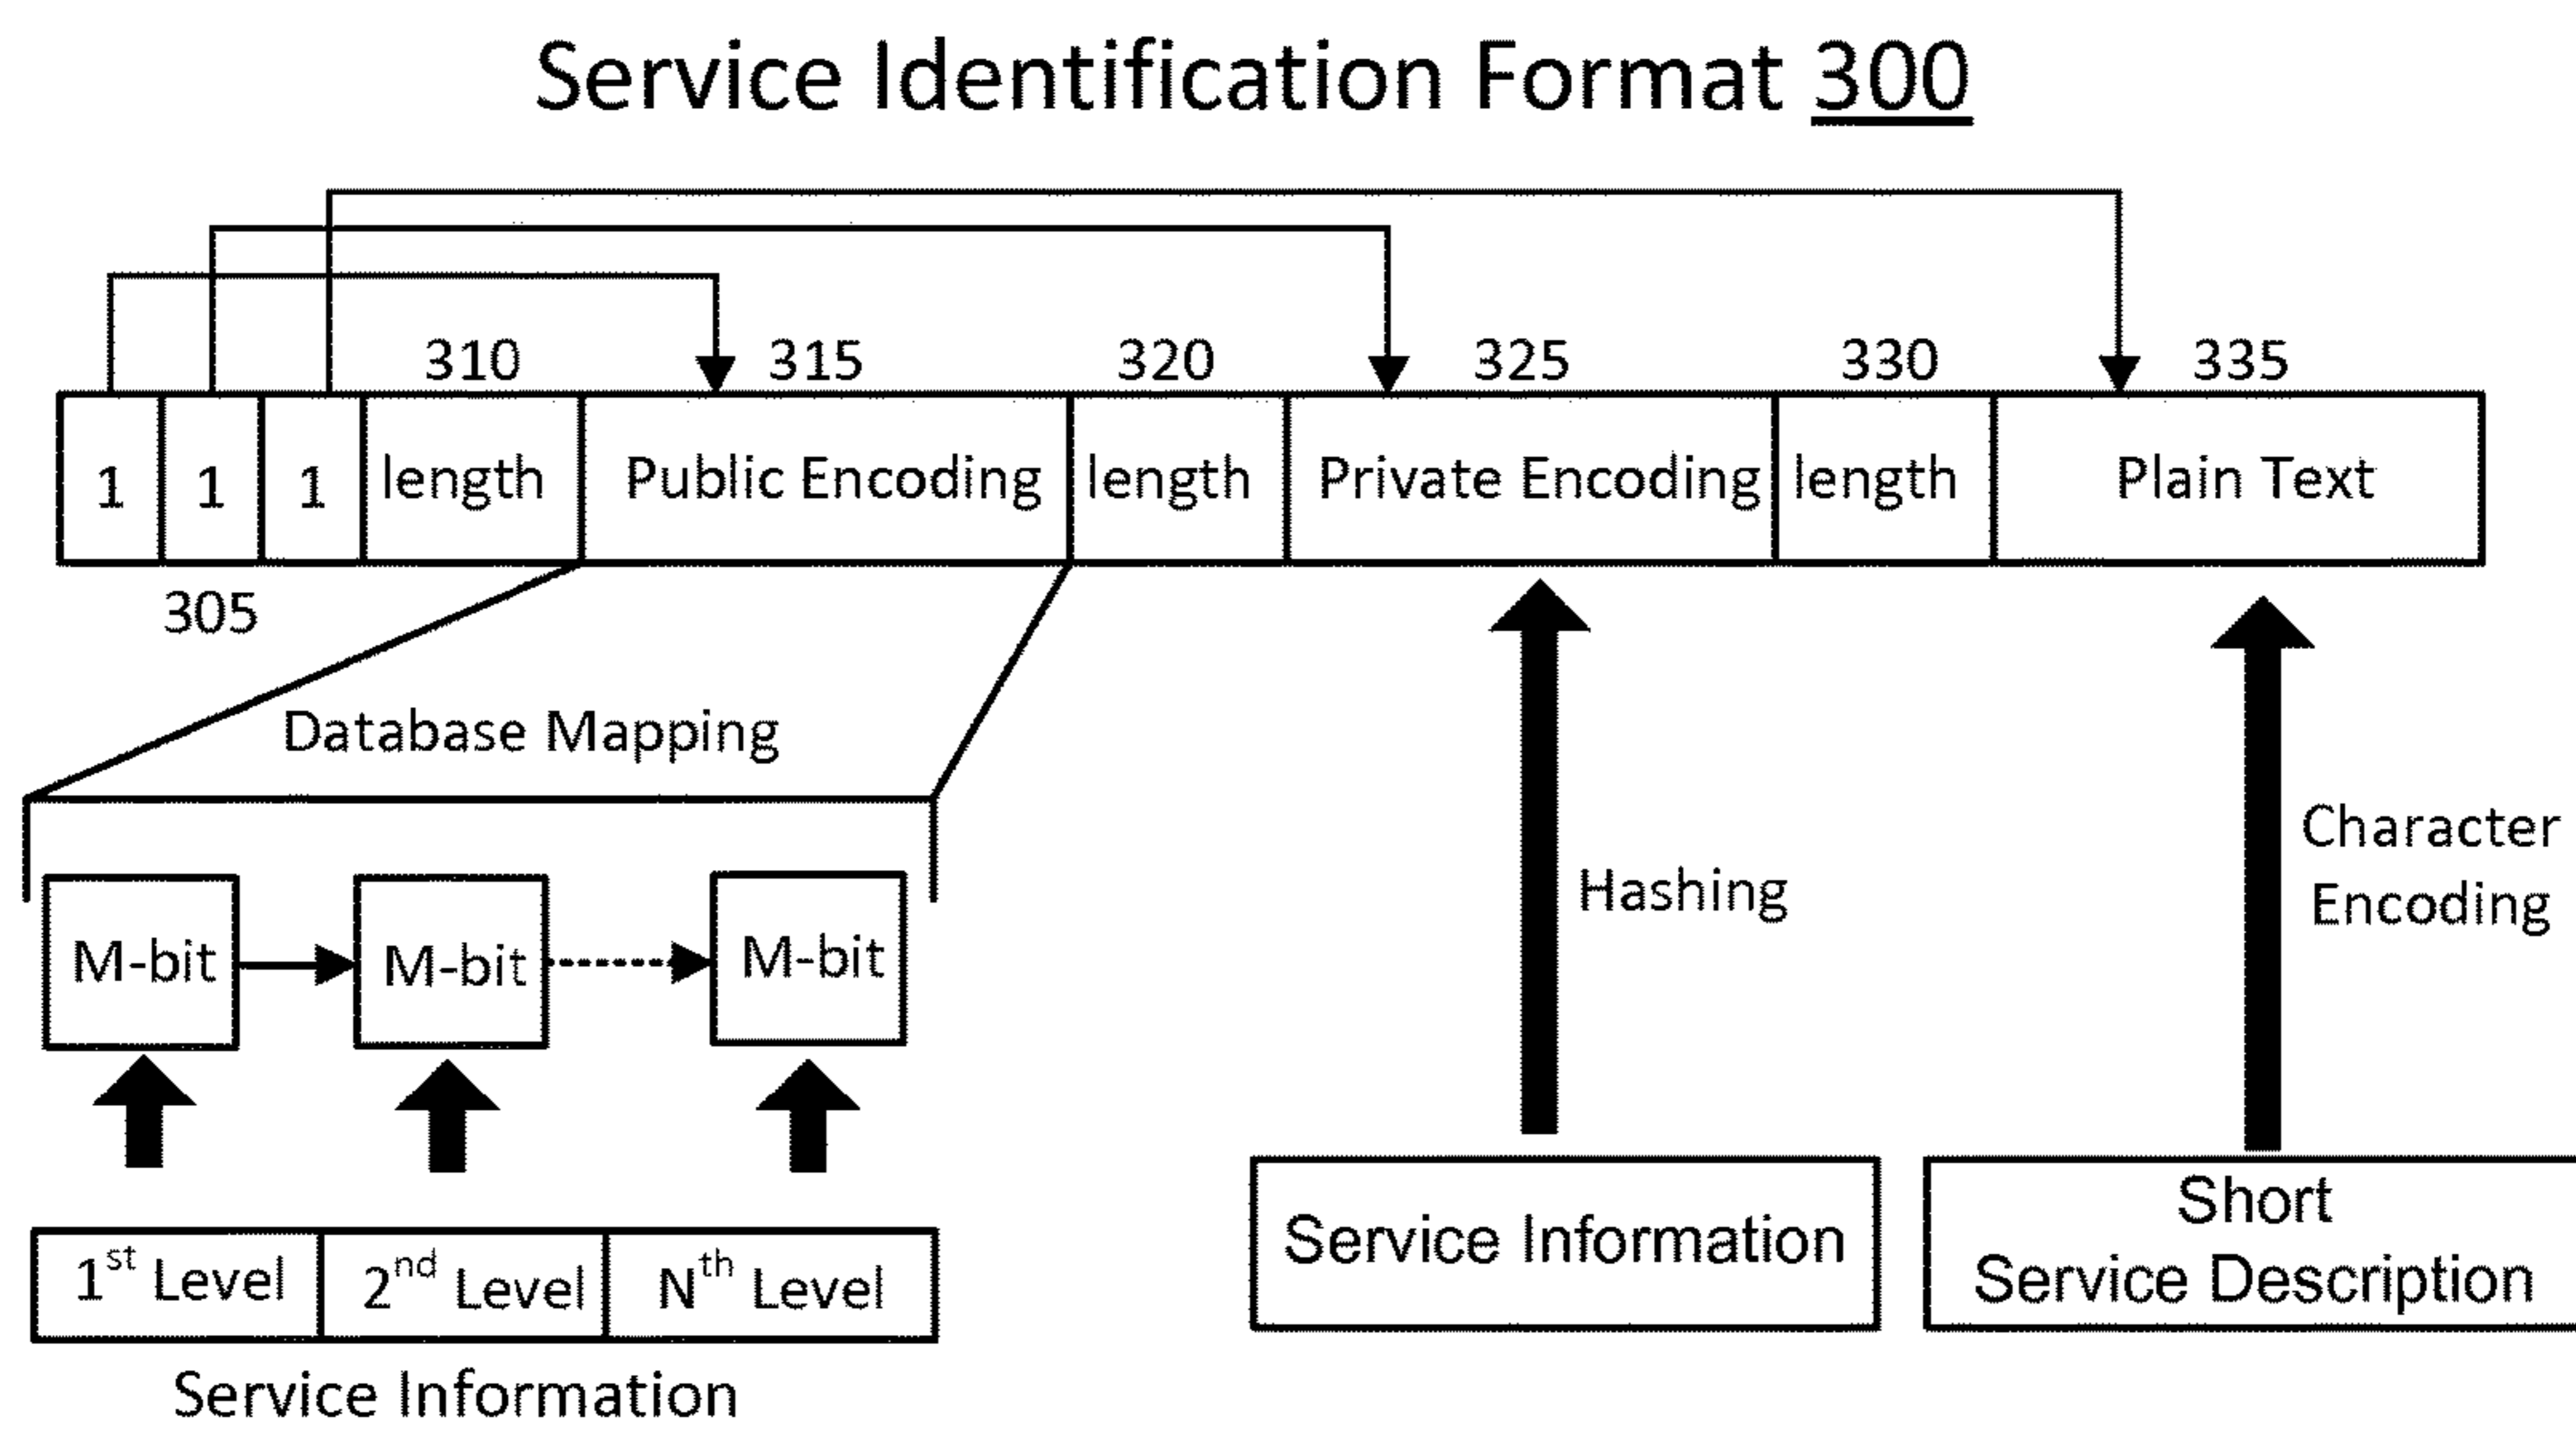 Service Identification Format 300
310 315 320 325 330 335
1 1 1 length Public Encoding length Private Encoding length Plain Text
305
Database Mapping
Character
Encoding
Hashing
M-bit M-bit M-bit
1st Level 2nd Level Nth Level
Service Information
Service Information
Short
Service Description